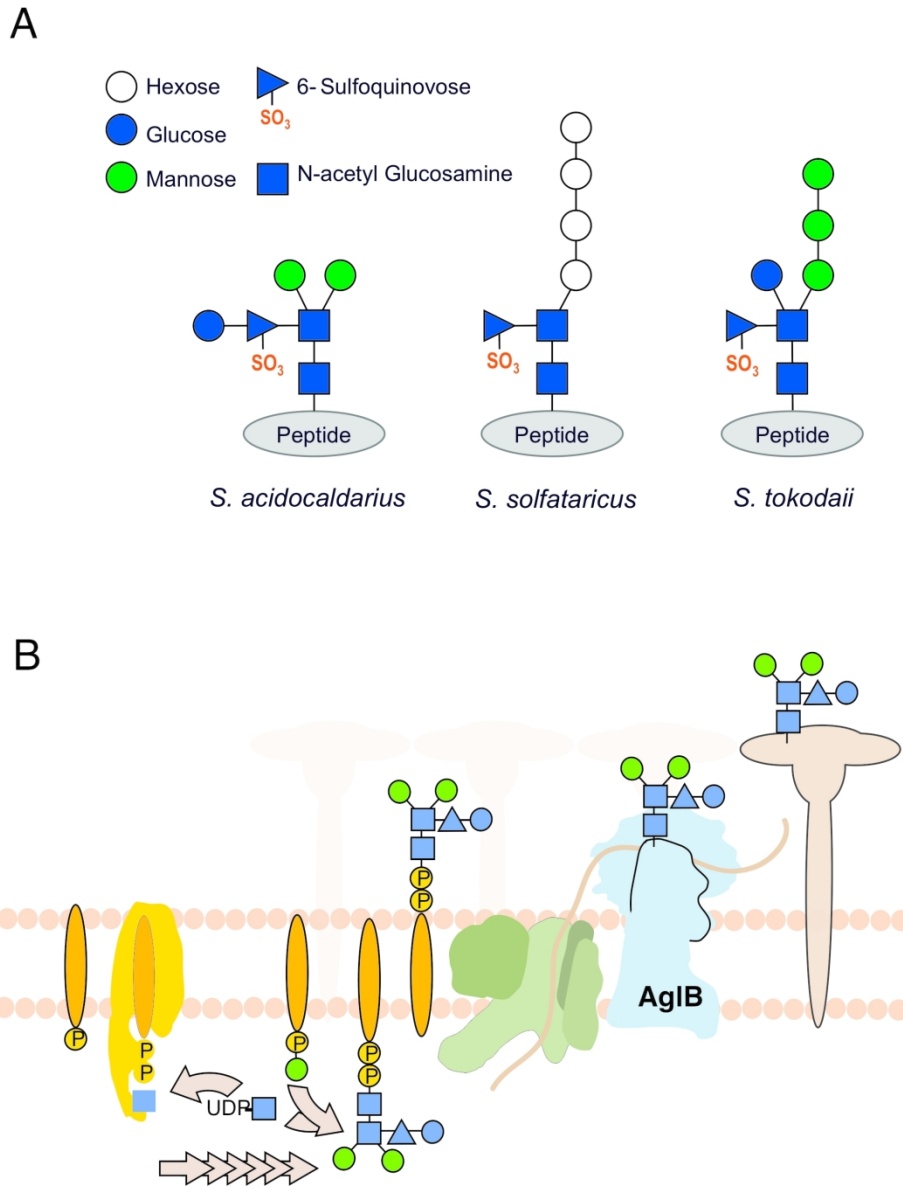 A
Hexose
6- Sulfoquinovose
SO3
Glucose
Mannose
N-acetyl Glucosamine
SO3
SO3
SO3
Peptide
Peptide
Peptide
S. acidocaldarius
S. solfataricus
S. tokodaii
B
P
P
AglB
P
P
P
P
P
P
UDP